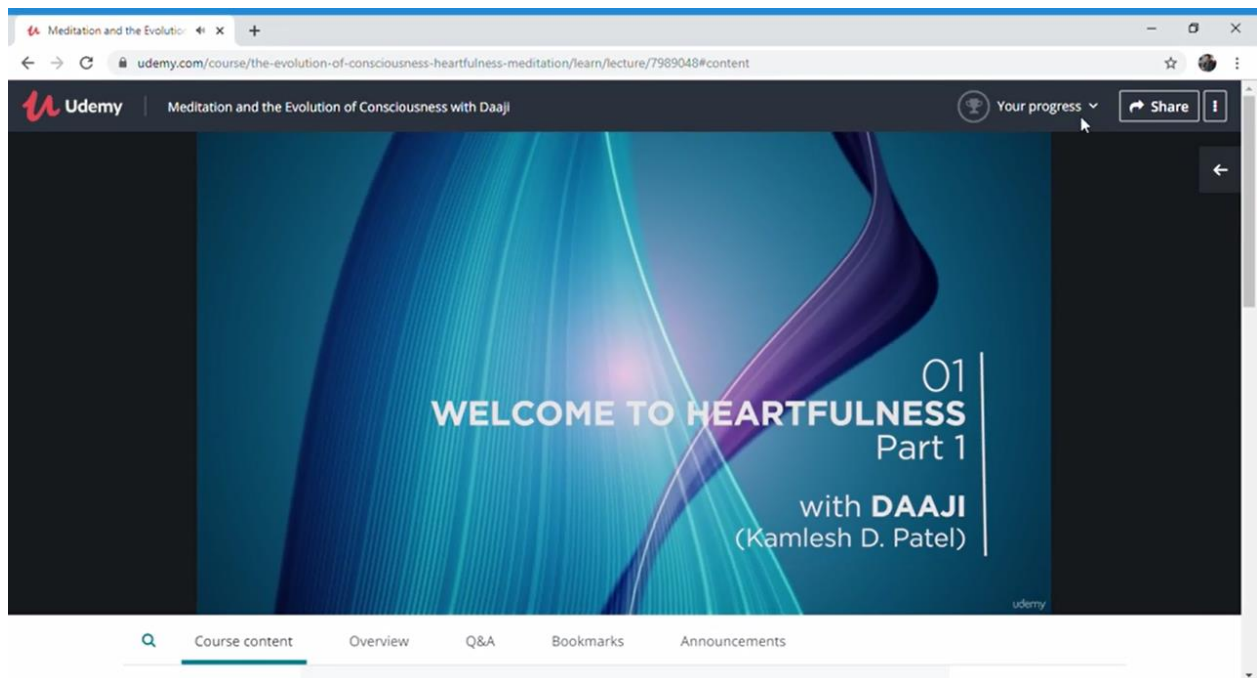 Meditation and the Evolutio
udemy.com/course/the-evolution-of-consciousness-heartfulness-meditation/learn/lecture/7989048#content
Udemy
Meditation and the Evolution of Consciousness with Daaji
Your progress
Share
01
WELCOME TO HEARTFULNESS
Part 1
with DAAJI
(Kamlesh D. Patel)
udemy
Course content
Overview
Q&A
Bookmarks
Announcements